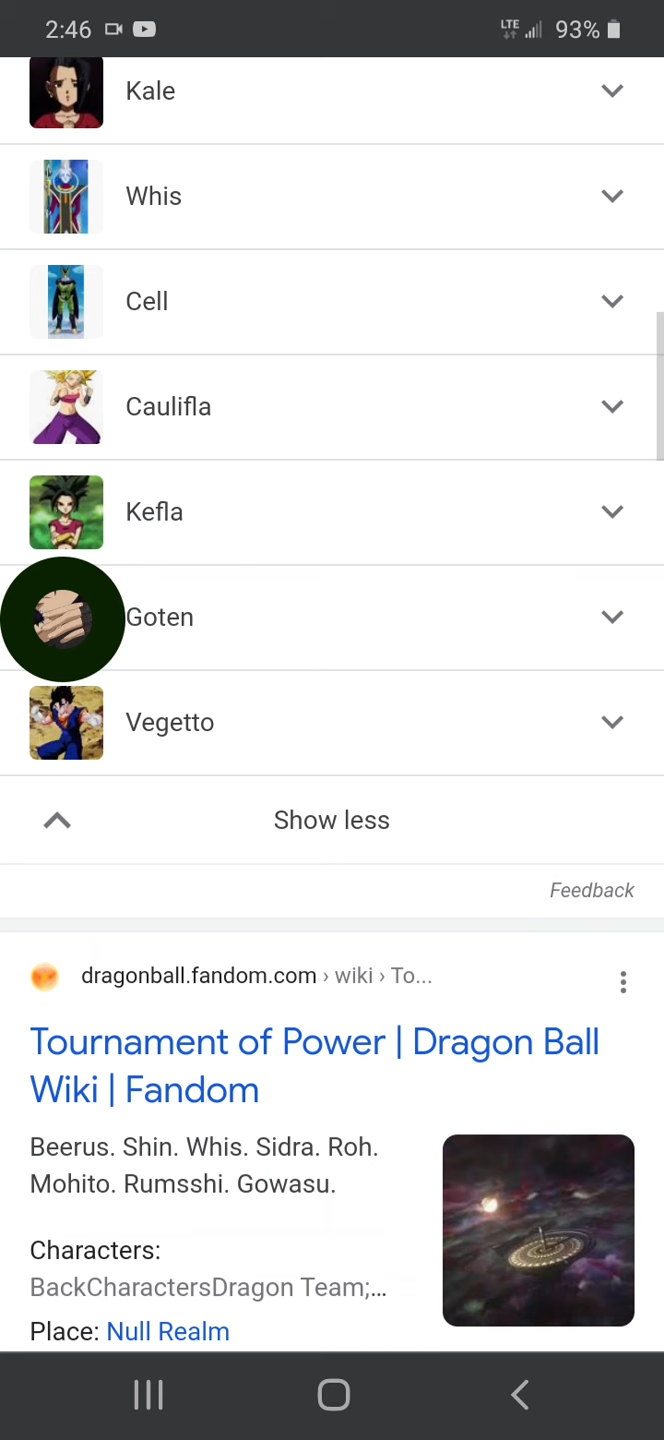 2:46
LTE
93%
Kale
Whis
Cell
Caulifla
Kefla
Goten
Vegetto
Show less
Feedback
dragonball.fandom.com › wiki › To...
Tournament of Power | Dragon Ball
Wiki | Fandom
Beerus. Shin. Whis. Sidra. Roh.
Mohito. Rumsshi. Gowasu.
Characters:
BackCharactersDragon Team;...
Place: Null Realm